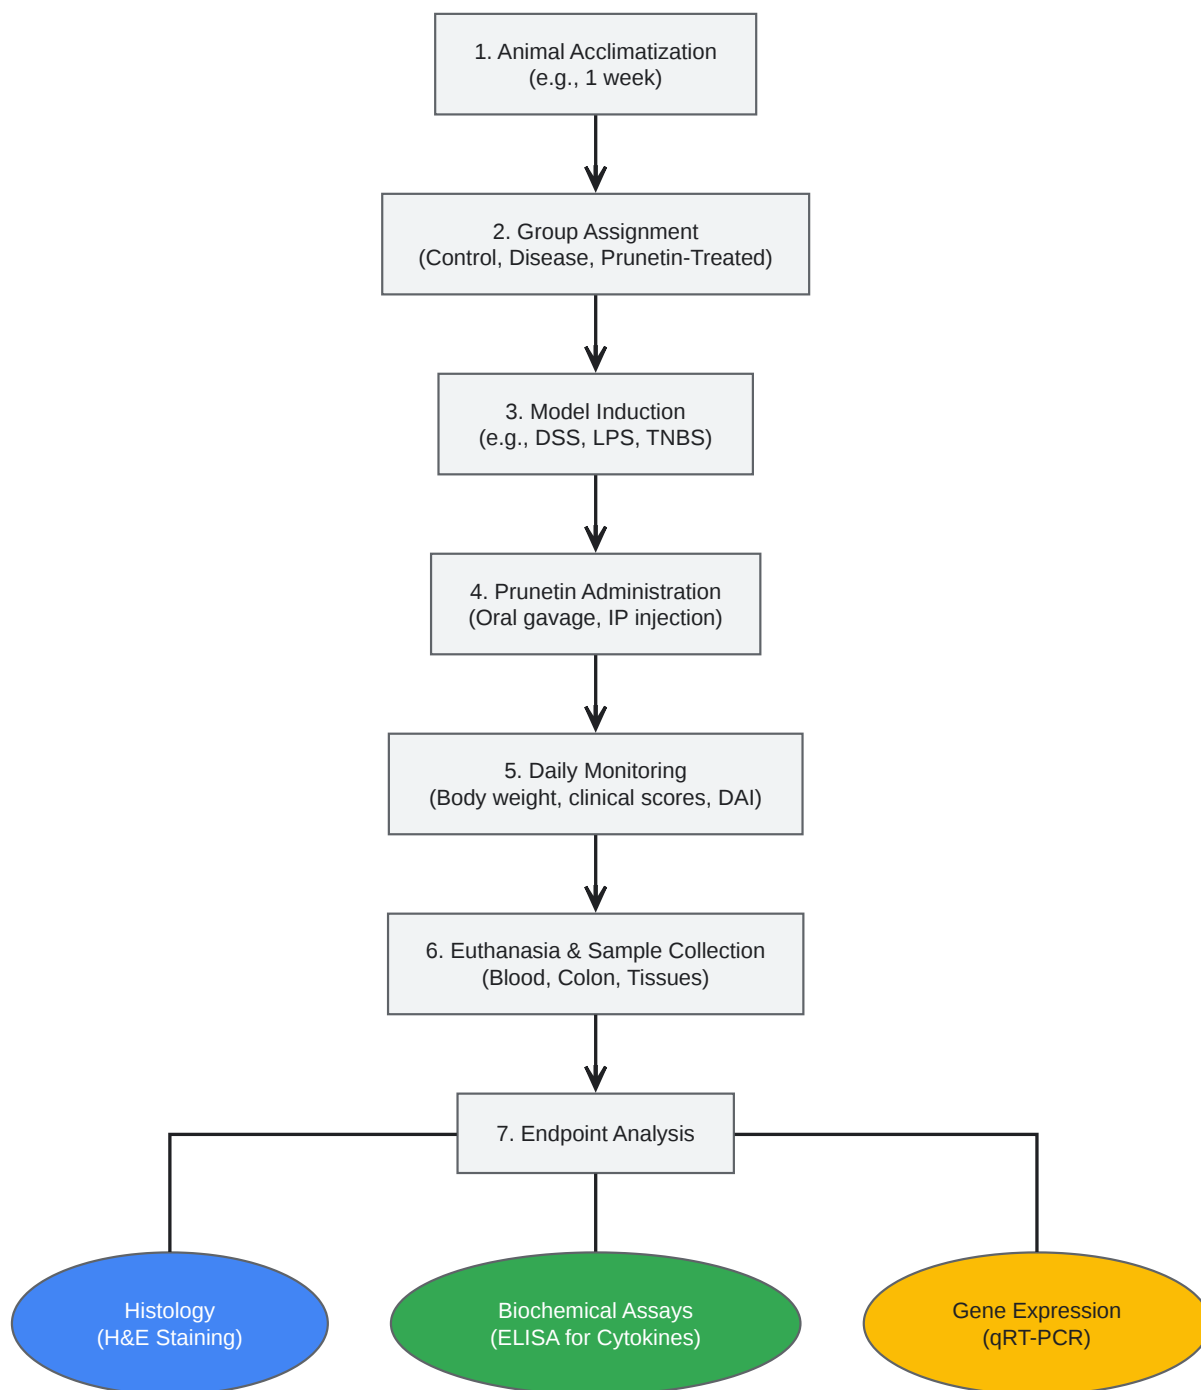 1. Animal Acclimatization
(e.g., 1 week)
2. Group Assignment
(Control, Disease, Prunetin-Treated)
3. Model Induction
(e.g., DSS, LPS, TNBS)
4. Prunetin Administration
(Oral gavage, IP injection)
5. Daily Monitoring
(Body weight, clinical scores, DAI)
6. Euthanasia & Sample Collection
(Blood, Colon, Tissues)
7. Endpoint Analysis
Histology
(H&E Staining)
Biochemical Assays
(ELISA for Cytokines)
Gene Expression
(qRT-PCR)